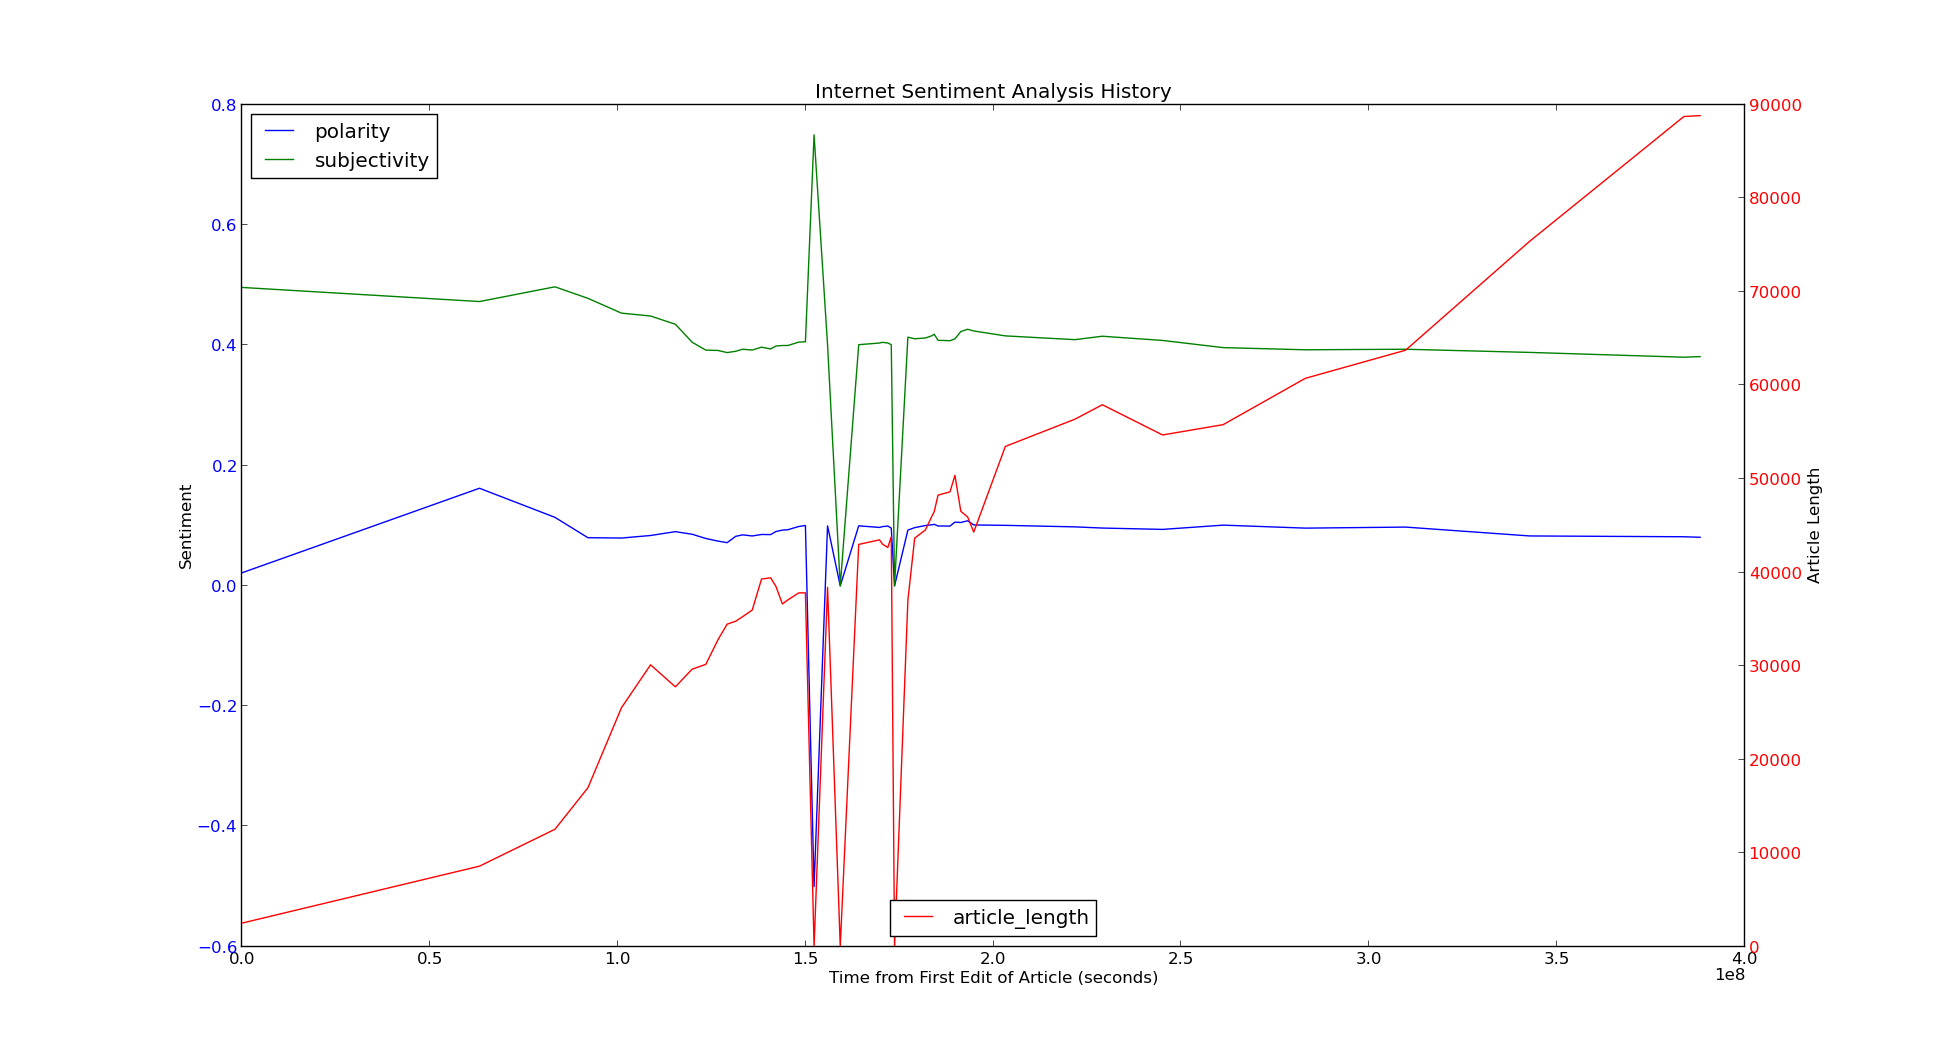 Internet Sentiment Analysis History
polarity
subjectivity
article_length
Sentiment
0.8
0.6
0.4
0.2
0.0
−0.2
−0.4
−0.6
Article Length
90000
80000
70000
60000
50000
40000
30000
20000
10000
0
0.0 0.5 1.0 1.5 2.0 2.5 3.0 3.5 4.0
1e8
Time from First Edit of Article (seconds)